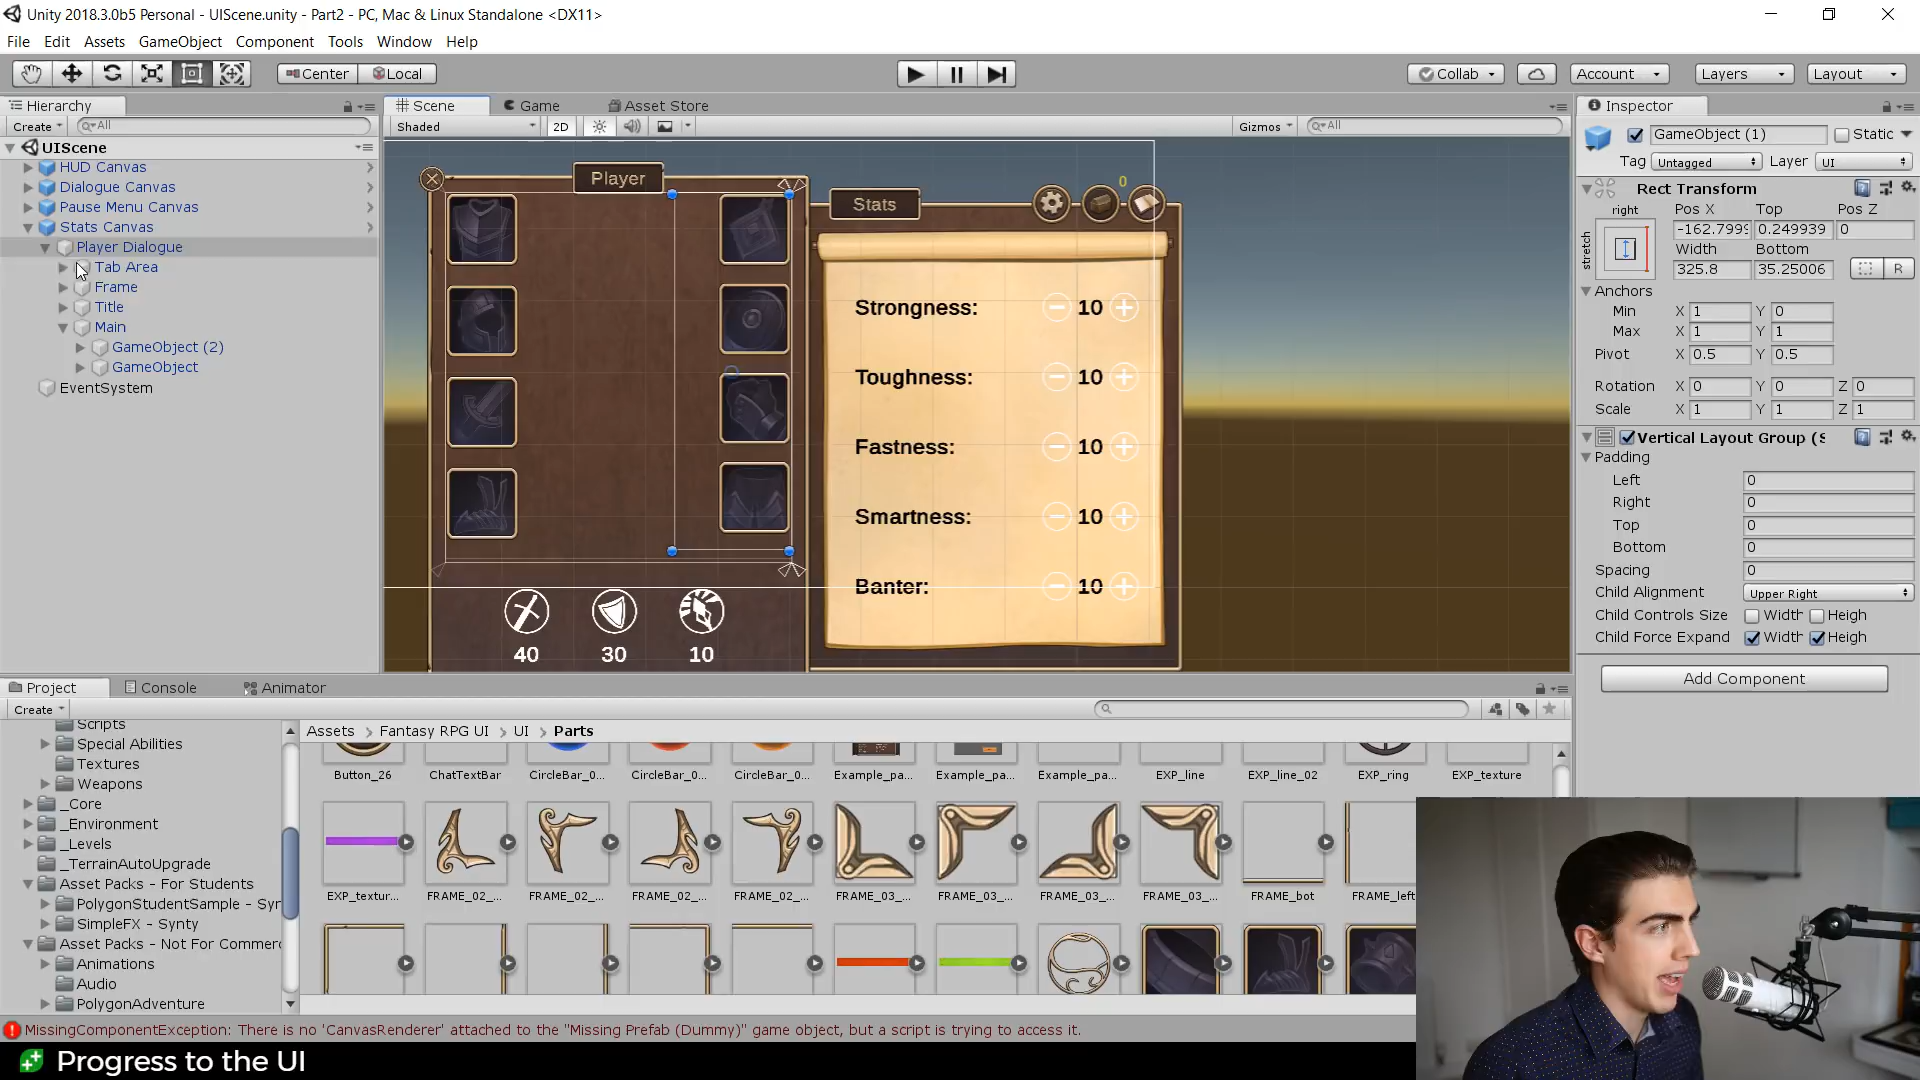 Unity 2018.3.0b5 Personal - UIScene.unity - Part2 - PC, Mac & Linux Standalone <DX11>
File Edit Assets GameObject Component Tools Window Help
Center Local Collab Account Layers Layout
Hierarchy
Create All
UIScene
HUD Canvas
Dialogue Canvas
Pause Menu Canvas
Stats Canvas
Player Dialogue
Tab Area
Frame
Title
Main
GameObject (2)
GameObject
EventSystem
Scene Game Asset Store
Shaded 2D Gizmos All
Player
40 30 10
Stats 0
Strongness: 10
Toughness: 10
Fastness: 10
Smartness: 10
Banter: 10
Inspector
GameObject (1) Static
Tag Untagged Layer UI
Rect Transform
right Pos X Top Pos Z
-162.799 0.249939 0
stretch Width Bottom
325.8 35.25006 R
Anchors
Min X 1 Y 0
Max X 1 Y 1
Pivot X 0.5 Y 0.5
Rotation X 0 Y 0 Z 0
Scale X 1 Y 1 Z 1
Vertical Layout Group (S
Padding
Left 0
Right 0
Top 0
Bottom 0
Spacing 0
Child Alignment Upper Right
Child Controls Size Width Heigh
Child Force Expand Width Heigh
Add Component
Project Console Animator
Create
Scripts
Special Abilities
Textures
Weapons
_Core
_Environment
_Levels
_TerrainAutoUpgrade
Asset Packs - For Students
PolygonStudentSample - Syr
SimpleFX - Synty
Asset Packs - Not For Commerc
Animations
Audio
PolygonAdventure
Assets > Fantasy RPG UI > UI > Parts
Button_26 ChatTextBar CircleBar_0... CircleBar_0... CircleBar_0... Example_pa... Example_pa... Example_pa... EXP_line EXP_line_02 EXP_ring EXP_texture
EXP_textur... FRAME_02_... FRAME_02_... FRAME_02_... FRAME_02_... FRAME_03_... FRAME_03_... FRAME_03_... FRAME_03_... FRAME_bot FRAME_left
MissingComponentException: There is no 'CanvasRenderer' attached to the "Missing Prefab (Dummy)" game object, but a script is trying to access it.
Progress to the UI